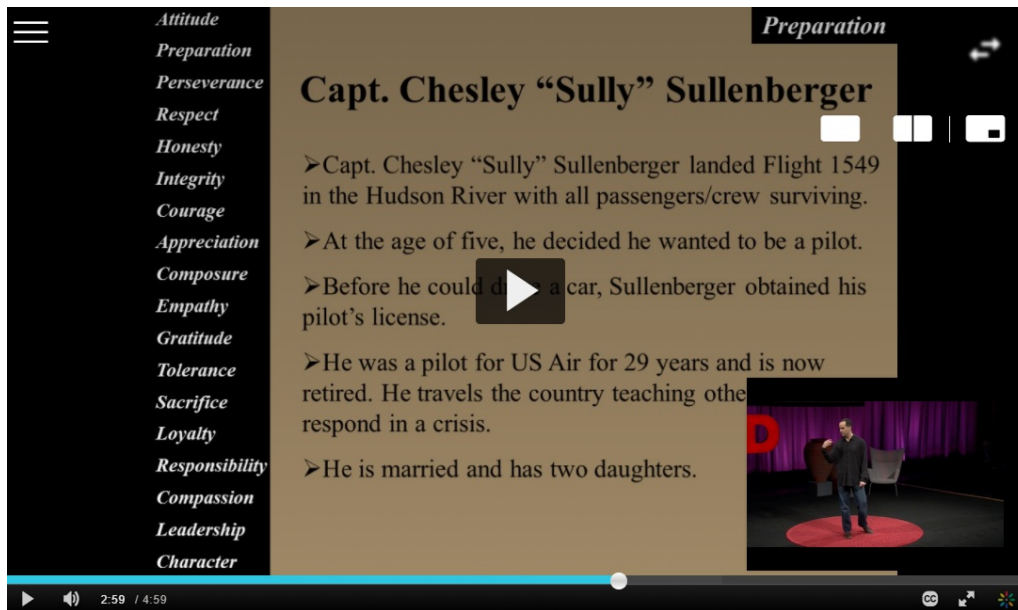 Attitude
Preparation
Perseverance
Respect
Honesty
Integrity
Courage
Appreciation
Composure
Empathy
Gratitude
Tolerance
Sacrifice
Loyalty
Responsibility
Compassion
Leadership
Character
Preparation
Capt. Chesley “Sully” Sullenberger
➢Capt. Chesley “Sully” Sullenberger landed Flight 1549
in the Hudson River with all passengers/crew surviving.
➢At the age of five, he decided he wanted to be a pilot.
➢Before he could a car, Sullenberger obtained his
pilot’s license.
➢He was a pilot for US Air for 29 years and is now
retired. He travels the country teaching othe
respond in a crisis.
➢He is married and has two daughters.
D
2:59 / 4:59
CC